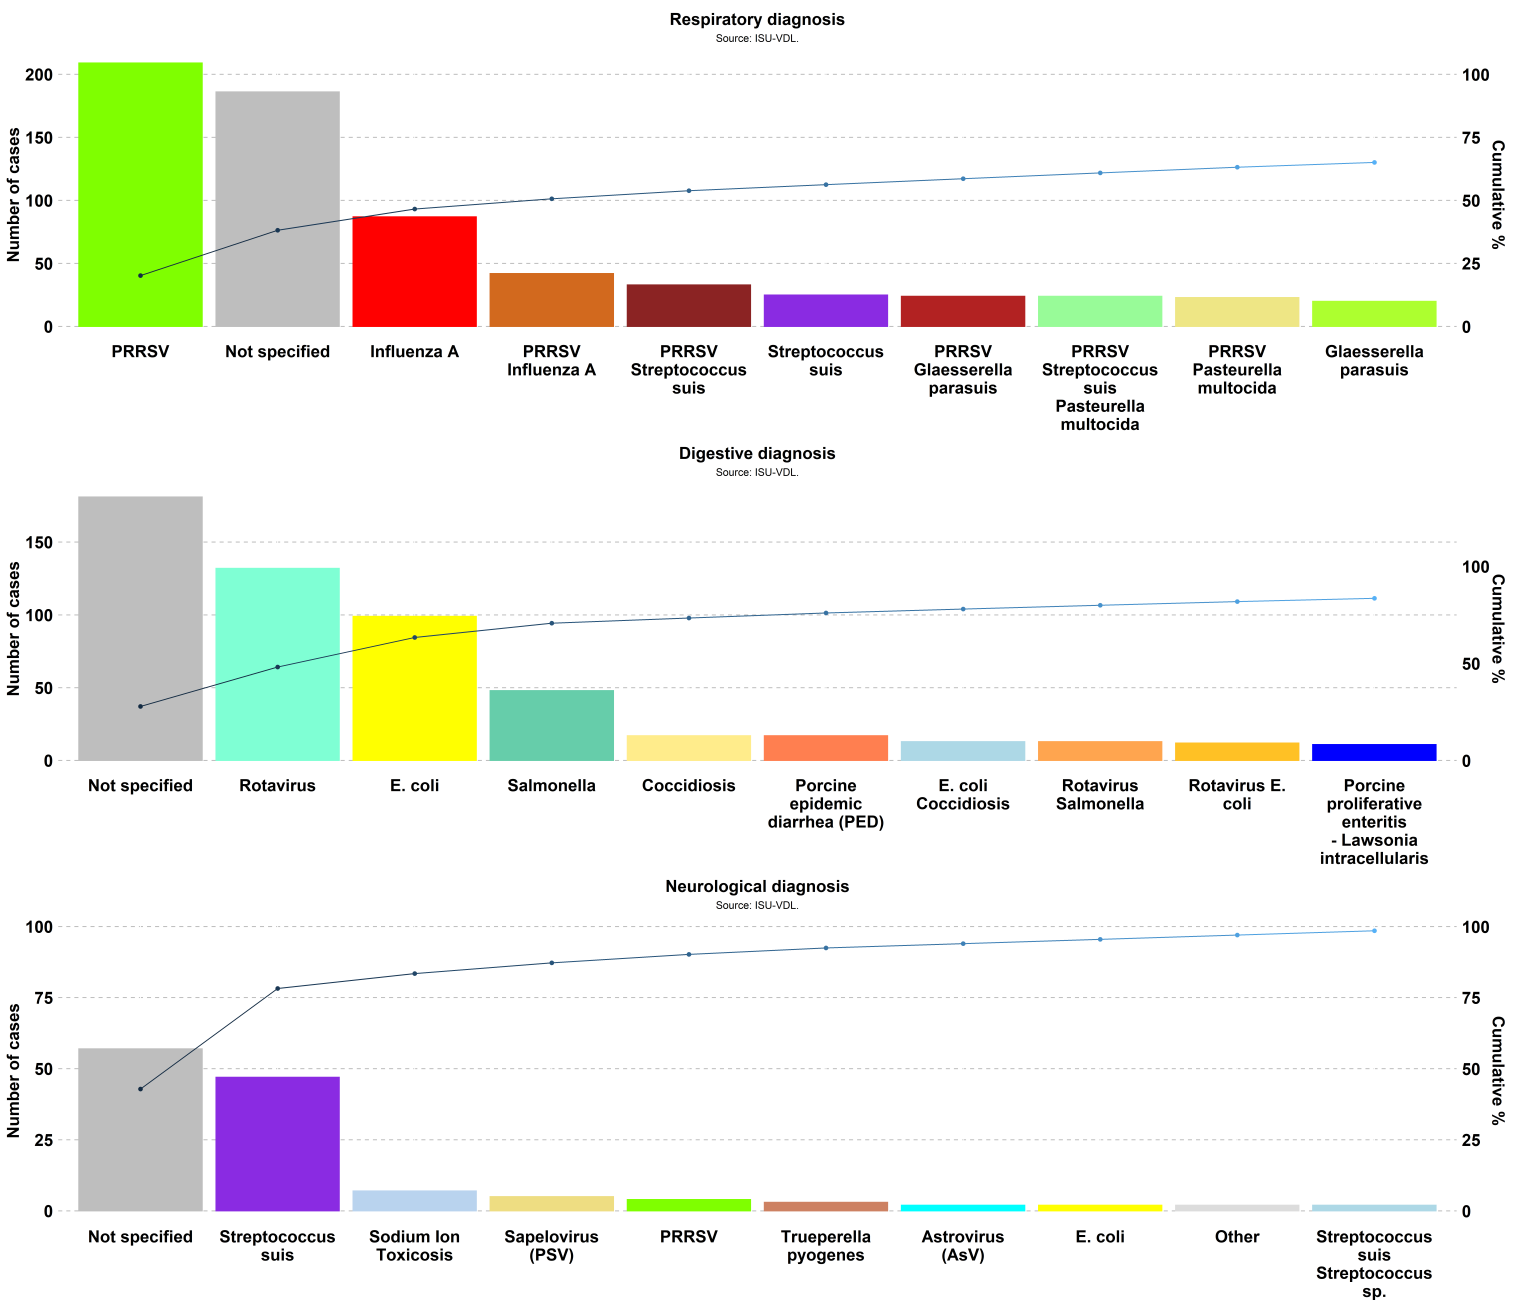 Respiratory diagnosis
Source: ISU-VDL.
Number of cases
200
150
100
50
0
100
75
50
25
0
Cumulative %
PRRSV
Not specified
Influenza A
PRRSV
Influenza A
PRRSV
Streptococcus
suis
Streptococcus
suis
PRRSV
Glaesserella
parasuis
PRRSV
Streptococcus
suis
Pasteurella
multocida
PRRSV
Pasteurella
multocida
Glaesserella
parasuis
Digestive diagnosis
Source: ISU-VDL.
Number of cases
150
100
50
0
100
50
0
Cumulative %
Not specified
Rotavirus
E. coli
Salmonella
Coccidiosis
Porcine
epidemic
diarrhea (PED)
E. coli
Coccidiosis
Rotavirus
Salmonella
Rotavirus E.
coli
Porcine
proliferative
enteritis
- Lawsonia
intracellularis
Neurological diagnosis
Source: ISU-VDL.
Number of cases
100
75
50
25
0
100
75
50
25
0
Cumulative %
Not specified
Streptococcus
suis
Sodium Ion
Toxicosis
Sapelovirus
(PSV)
PRRSV
Trueperella
pyogenes
Astrovirus
(AsV)
E. coli
Other
Streptococcus
suis
Streptococcus
sp.